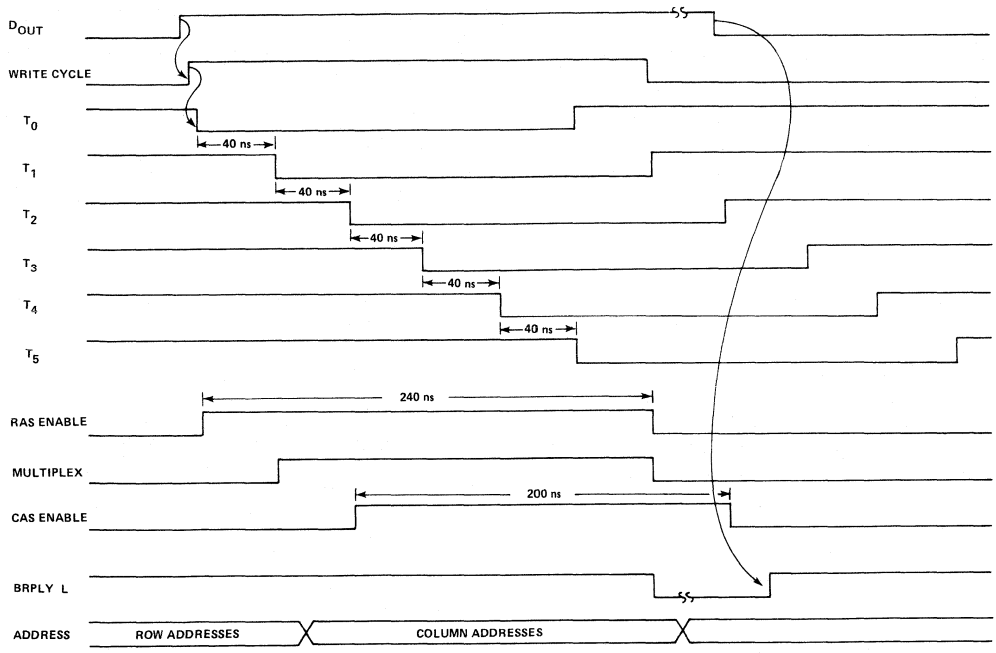 DOUT
WRITE CYCLE
T0
40 ns
T1
40 ns
T2
40 ns
T3
40 ns
T4
40 ns
T5
240 ns
RAS ENABLE
MULTIPLEX
200 ns
CAS ENABLE
BRPLY L
ADDRESS ROW ADDRESSES COLUMN ADDRESSES